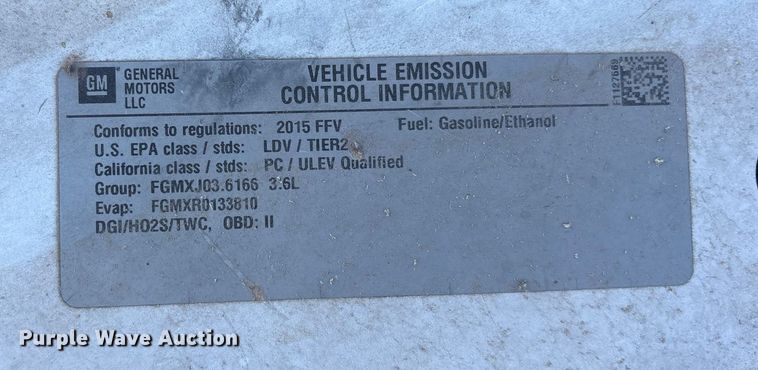 GM
GENERAL
MOTORS
LLC
VEHICLE EMISSION
CONTROL INFORMATION
Conforms to regulations: 2015 FFV Fuel: Gasoline/Ethanol
U.S. EPA class / stds: LDV / TIER2
California class / stds: PC / ULEV Qualified
Group: FGMXJ03.6166 3.6L
Evap: FGMXR0133810
DGI/HO2S/TWC, OBD: II
Purple Wave Auction